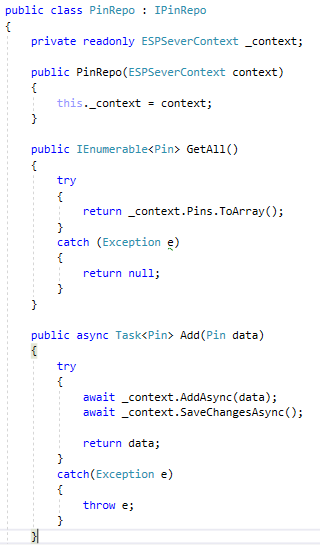 public class PinRepo : IPinRepo
{
    private readonly ESPSeverContext _context;

    public PinRepo(ESPSeverContext context)
    {
        this._context = context;
    }

    public IEnumerable<Pin> GetAll()
    {
        try
        {
            return _context.Pins.ToArray();
        }
        catch (Exception e)
        {
            return null;
        }
    }

    public async Task<Pin> Add(Pin data)
    {
        try
        {
            await _context.AddAsync(data);
            await _context.SaveChangesAsync();

            return data;
        }
        catch(Exception e)
        {
            throw e;
        }
    }